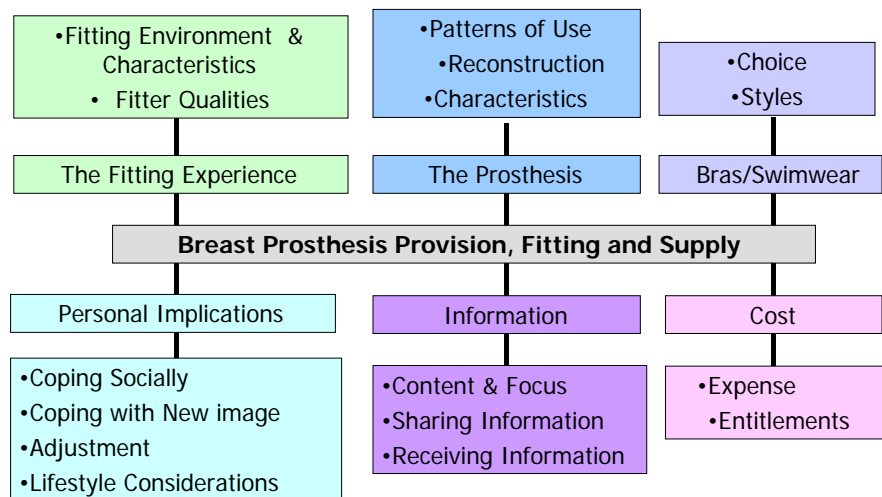 •Fitting Environment &
Characteristics
• Fitter Qualities
•Patterns of Use
•Reconstruction
•Characteristics
•Choice
•Styles
The Fitting Experience
The Prosthesis
Bras/Swimwear
Breast Prosthesis Provision, Fitting and Supply
Personal Implications
Information
Cost
•Coping Socially
•Coping with New image
•Adjustment
•Lifestyle Considerations
•Content & Focus
•Sharing Information
•Receiving Information
•Expense
•Entitlements